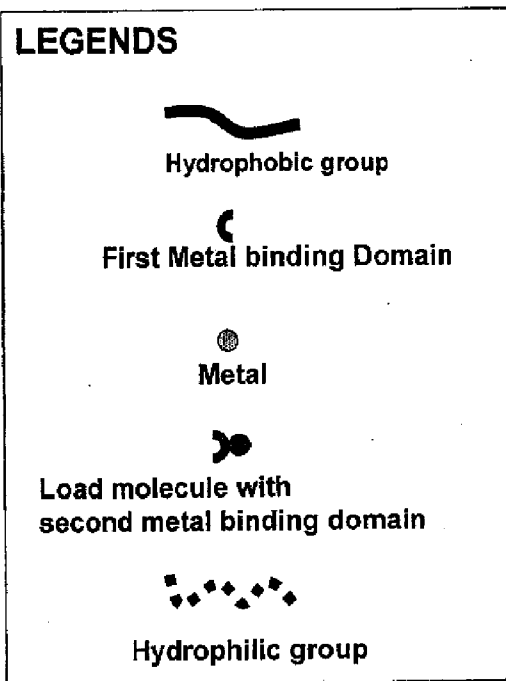 LEGENDS
Hydrophobic group
First Metal binding Domain
Metal
Load molecule with
second metal binding domain
Hydrophilic group